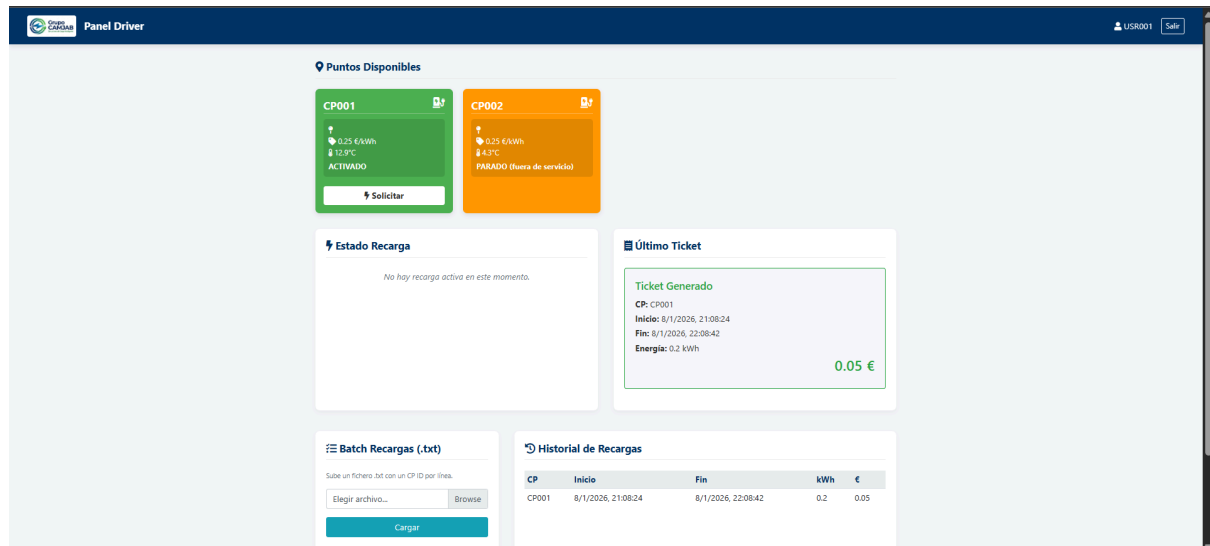 Grupo
CAMJAB
Panel Driver
USR001
Salir
Puntos Disponibles
CP001
0.25 €/kWh
12.9°C
ACTIVADO
Solicitar
CP002
0.25 €/kWh
4.3°C
PARADO (fuera de servicio)
Estado Recarga
No hay recarga activa en este momento.
Último Ticket
Ticket Generado
CP: CP001
Inicio: 8/1/2026, 21:08:24
Fin: 8/1/2026, 22:08:42
Energía: 0.2 kWh
0.05 €
Batch Recargas (.txt)
Sube un fichero .txt con un CP ID por línea.
Elegir archivo... Browse
Cargar
Historial de Recargas
CP Inicio Fin kWh €
CP001 8/1/2026, 21:08:24 8/1/2026, 22:08:42 0.2 0.05